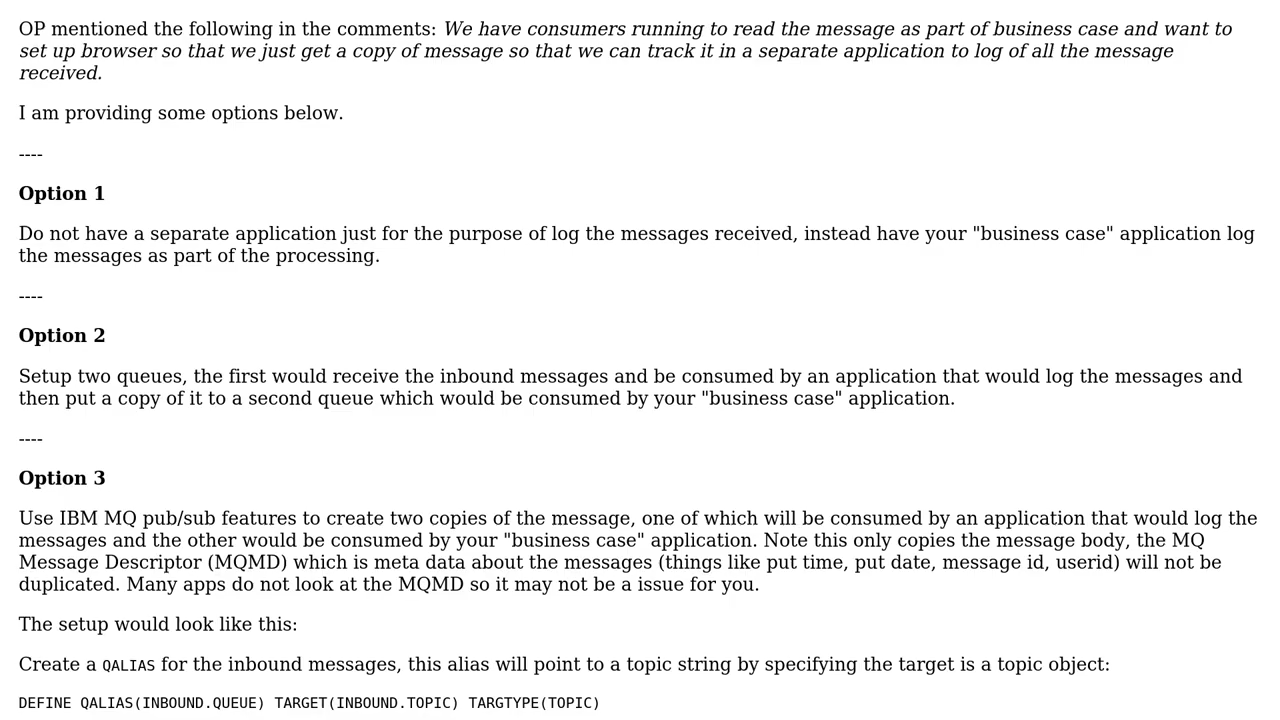 OP mentioned the following in the comments: We have consumers running to read the message as part of business case and want to
set up browser so that we just get a copy of message so that we can track it in a separate application to log of all the message
received.
I am providing some options below.
----
Option 1
Do not have a separate application just for the purpose of log the messages received, instead have your "business case" application log
the messages as part of the processing.
----
Option 2
Setup two queues, the first would receive the inbound messages and be consumed by an application that would log the messages and
then put a copy of it to a second queue which would be consumed by your "business case" application.
----
Option 3
Use IBM MQ pub/sub features to create two copies of the message, one of which will be consumed by an application that would log the
messages and the other would be consumed by your "business case" application. Note this only copies the message body, the MQ
Message Descriptor (MQMD) which is meta data about the messages (things like put time, put date, message id, userid) will not be
duplicated. Many apps do not look at the MQMD so it may not be a issue for you.
The setup would look like this:
Create a QALIAS for the inbound messages, this alias will point to a topic string by specifying the target is a topic object:
DEFINE QALIAS(INBOUND.QUEUE) TARGET(INBOUND.TOPIC) TARGTYPE(TOPIC)